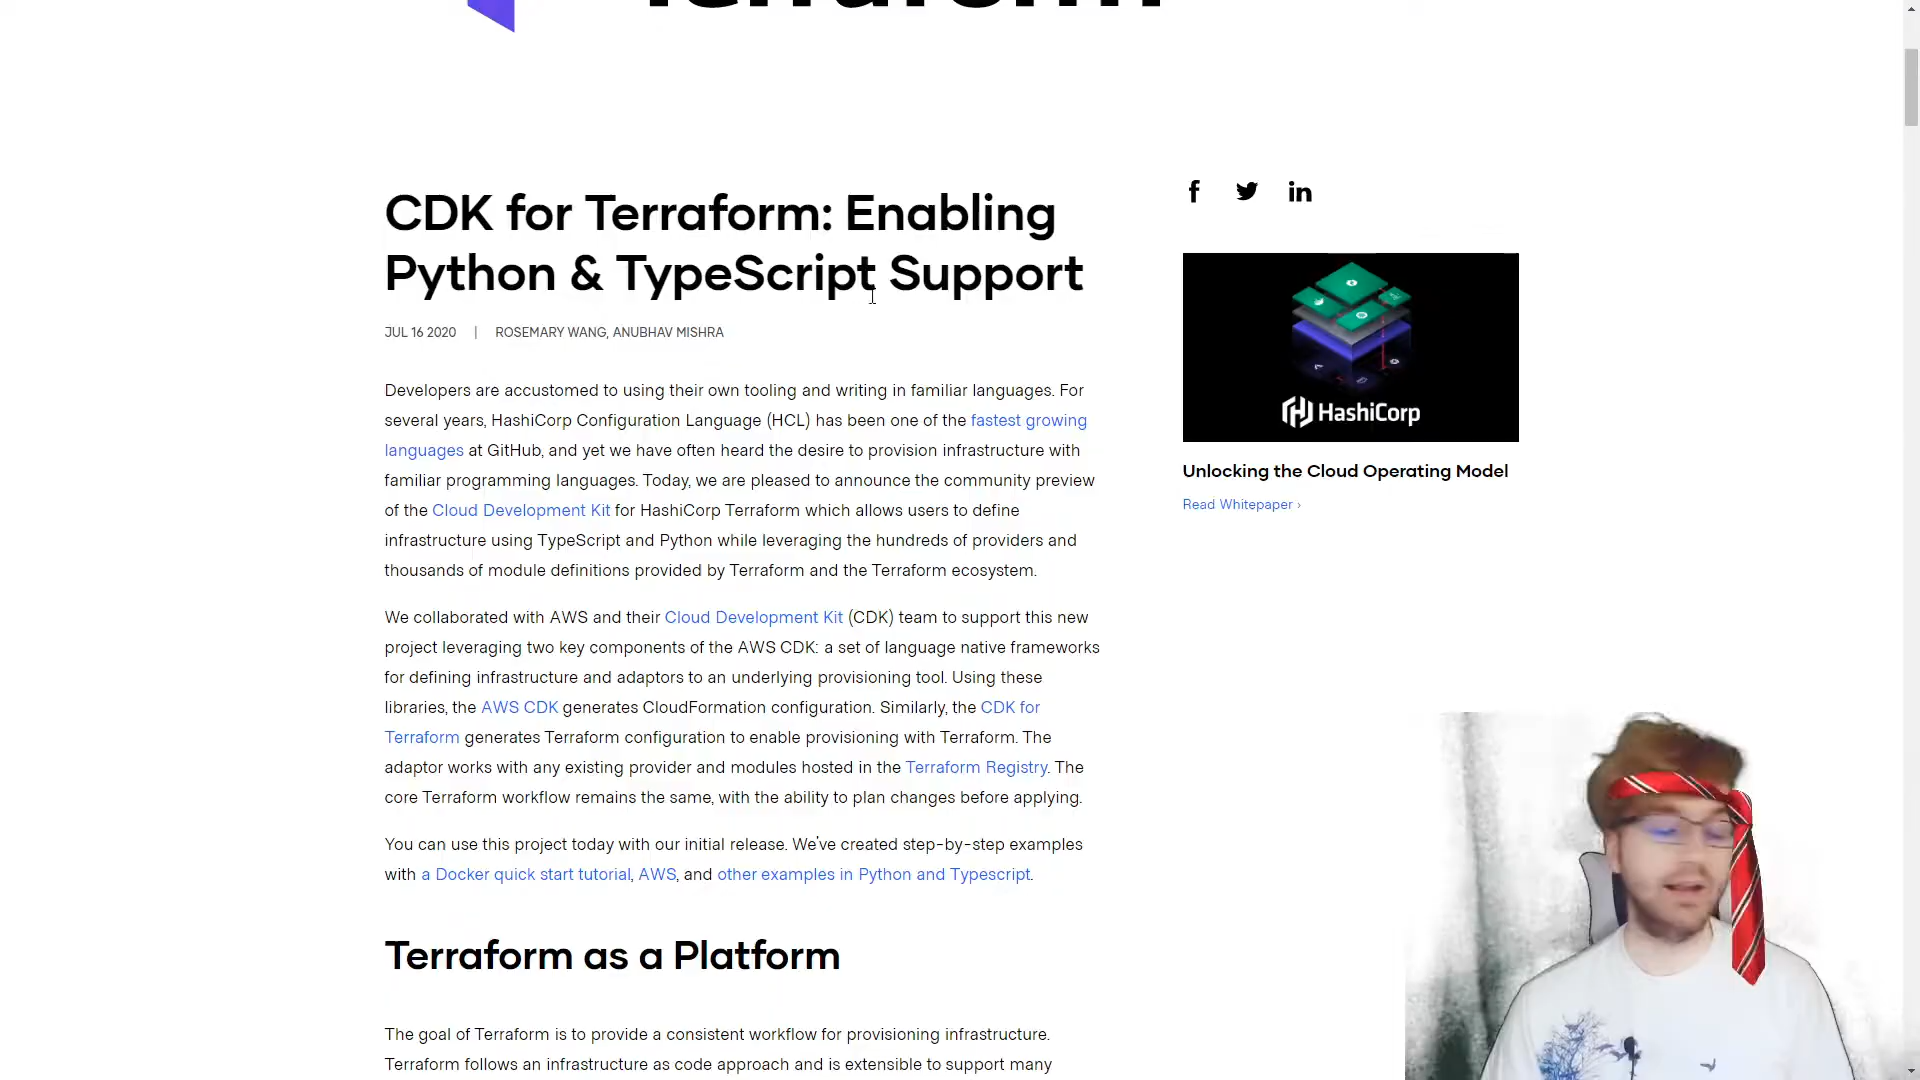 Terraform
CDK for Terraform: Enabling
Python & TypeScript Support
JUL 16 2020 | ROSEMARY WANG, ANUBHAV MISHRA
Developers are accustomed to using their own tooling and writing in familiar languages. For
several years, HashiCorp Configuration Language (HCL) has been one of the fastest growing
languages at GitHub, and yet we have often heard the desire to provision infrastructure with
familiar programming languages. Today, we are pleased to announce the community preview
of the Cloud Development Kit for HashiCorp Terraform which allows users to define
infrastructure using TypeScript and Python while leveraging the hundreds of providers and
thousands of module definitions provided by Terraform and the Terraform ecosystem.
We collaborated with AWS and their Cloud Development Kit (CDK) team to support this new
project leveraging two key components of the AWS CDK: a set of language native frameworks
for defining infrastructure and adaptors to an underlying provisioning tool. Using these
libraries, the AWS CDK generates CloudFormation configuration. Similarly, the CDK for
Terraform generates Terraform configuration to enable provisioning with Terraform. The
adaptor works with any existing provider and modules hosted in the Terraform Registry. The
core Terraform workflow remains the same, with the ability to plan changes before applying.
You can use this project today with our initial release. We've created step-by-step examples
with a Docker quick start tutorial, AWS, and other examples in Python and Typescript.
Terraform as a Platform
The goal of Terraform is to provide a consistent workflow for provisioning infrastructure.
Terraform follows an infrastructure as code approach and is extensible to support many
HashiCorp
Unlocking the Cloud Operating Model
Read Whitepaper ›